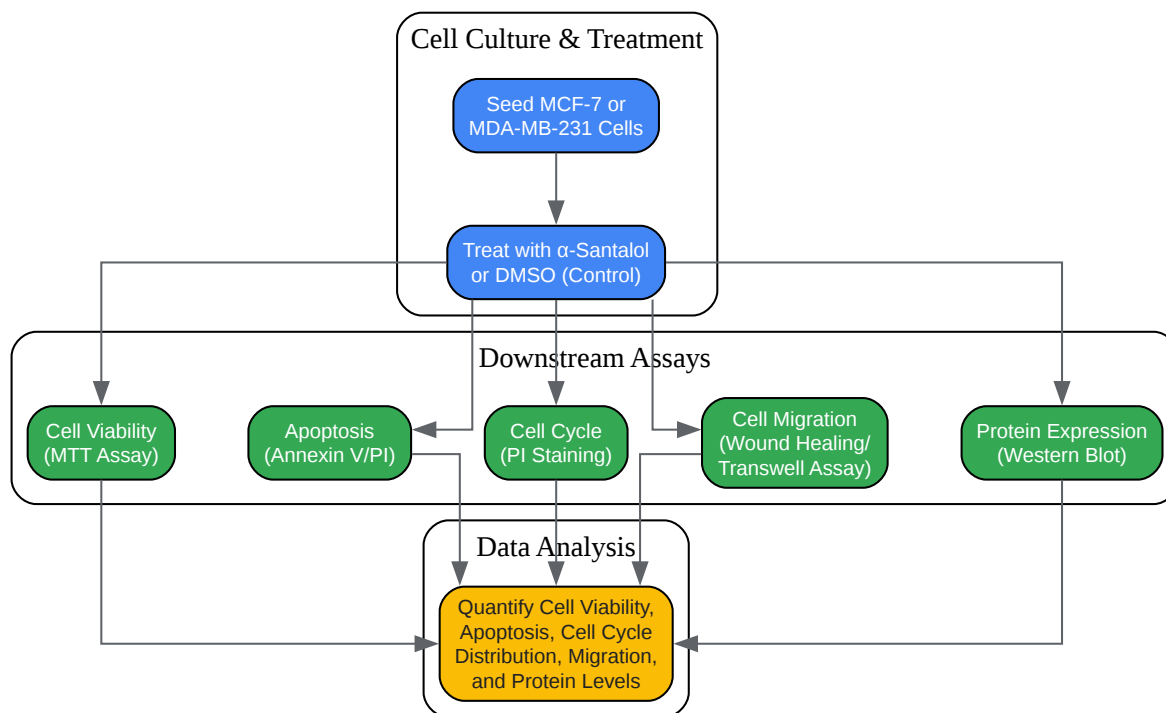 Cell Culture & Treatment
Seed MCF-7 or
MDA-MB-231 Cells
Treat with α-Santalol
or DMSO (Control)
Downstream Assays
Cell Viability
(MTT Assay)
Apoptosis
(Annexin V/PI)
Cell Cycle
(PI Staining)
Cell Migration
(Wound Healing/
Transwell Assay)
Protein Expression
(Western Blot)
Data Analysis
Quantify Cell Viability,
Apoptosis, Cell Cycle
Distribution, Migration,
and Protein Levels